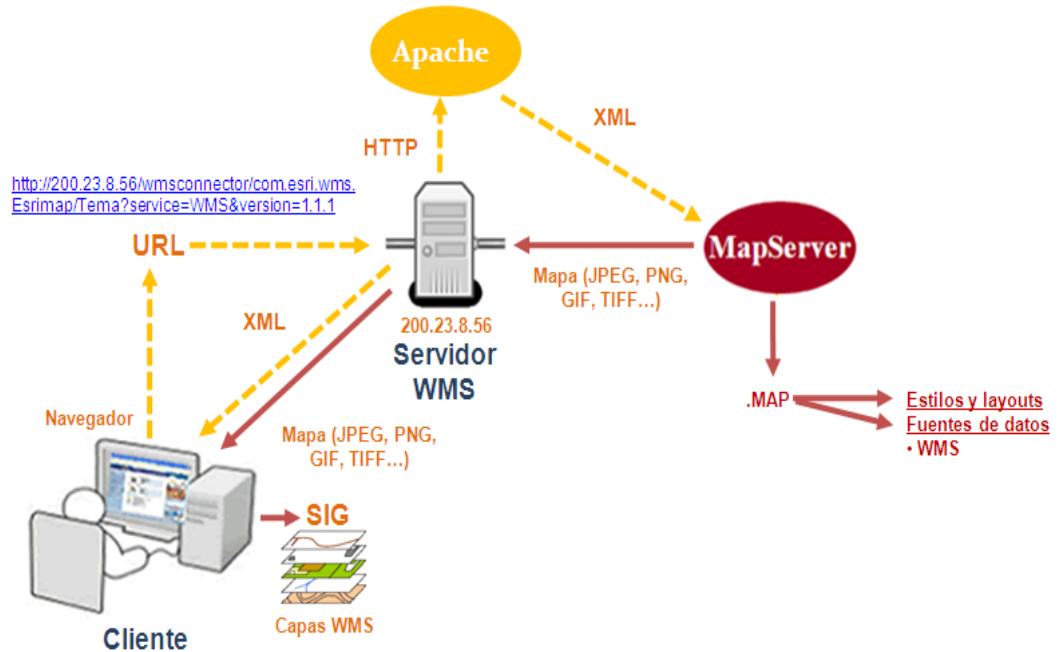 Apache
XML
HTTP
http://200.23.8.56/wmsconnector/com.esri.wms.
Esrimap/Tema?service=WMS&version=1.1.1
URL
MapServer
Mapa (JPEG, PNG,
GIF, TIFF...)
XML
200.23.8.56
Servidor
WMS
.MAP
Estilos y layouts
Fuentes de datos
• WMS
Navegador
Mapa (JPEG, PNG,
GIF, TIFF...)
SIG
Capas WMS
Cliente